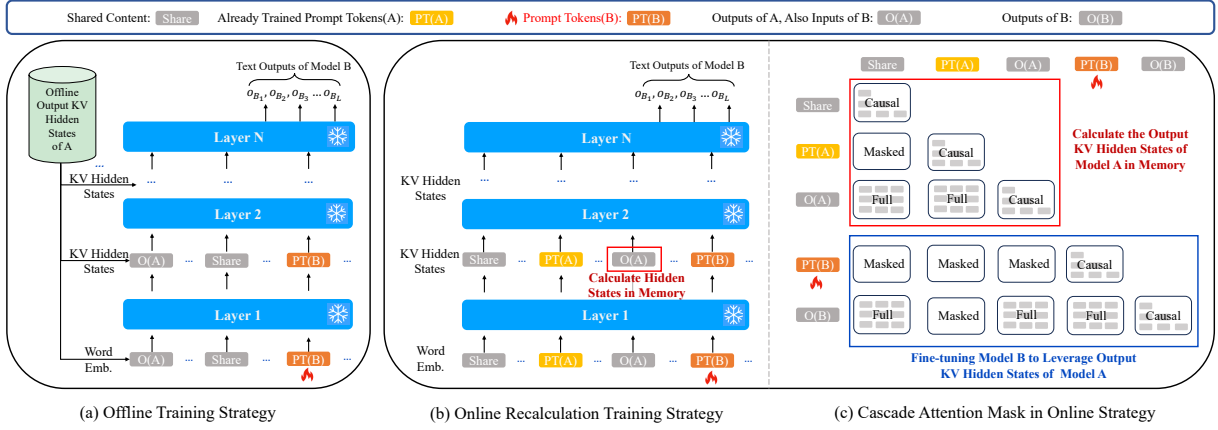 Shared Content: Share Already Trained Prompt Tokens(A): PT(A) Prompt Tokens(B): PT(B) Outputs of A, Also Inputs of B: O(A) Outputs of B: O(B)
Offline
Output KV
Hidden
States
of A
Text Outputs of Model B
o_{B_1}, o_{B_2}, o_{B_3} … o_{B_L}
Layer N
...
KV Hidden
States
... ... ...
Layer 2
KV Hidden
States
O(A) ... Share ... PT(B) ...
Layer 1
Word
Emb.
O(A) ... Share ... PT(B) ...
(a) Offline Training Strategy
Text Outputs of Model B
o_{B_1}, o_{B_2}, o_{B_3} … o_{B_L}
Layer N
KV Hidden
States
... ... ... ...
Layer 2
KV Hidden
States
Share ... PT(A) ... O(A) ... PT(B) ...
Calculate Hidden
States in Memory
Layer 1
Word
Emb.
Share ... PT(A) ... O(A) ... PT(B) ...
(b) Online Recalculation Training Strategy
Share PT(A) O(A) PT(B) O(B)
Share Causal
PT(A) Masked Causal
O(A) Full Full Causal
Calculate the Output
KV Hidden States of
Model A in Memory
PT(B) Masked Masked Masked Causal
O(B) Full Masked Full Full Causal
Fine-tuning Model B to Leverage Output
KV Hidden States of Model A
(c) Cascade Attention Mask in Online Strategy